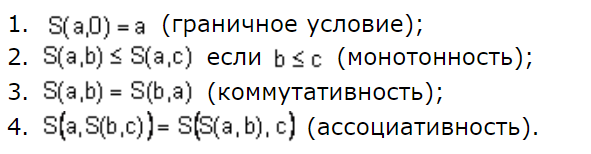 1. S(a,0) = a (граничное условие);
2. S(a,b) ≤ S(a,c) если b ≤ c (монотонность);
3. S(a,b) = S(b,a) (коммутативность);
4. S(a,S(b,c)) = S(S(a,b), c) (ассоциативность).